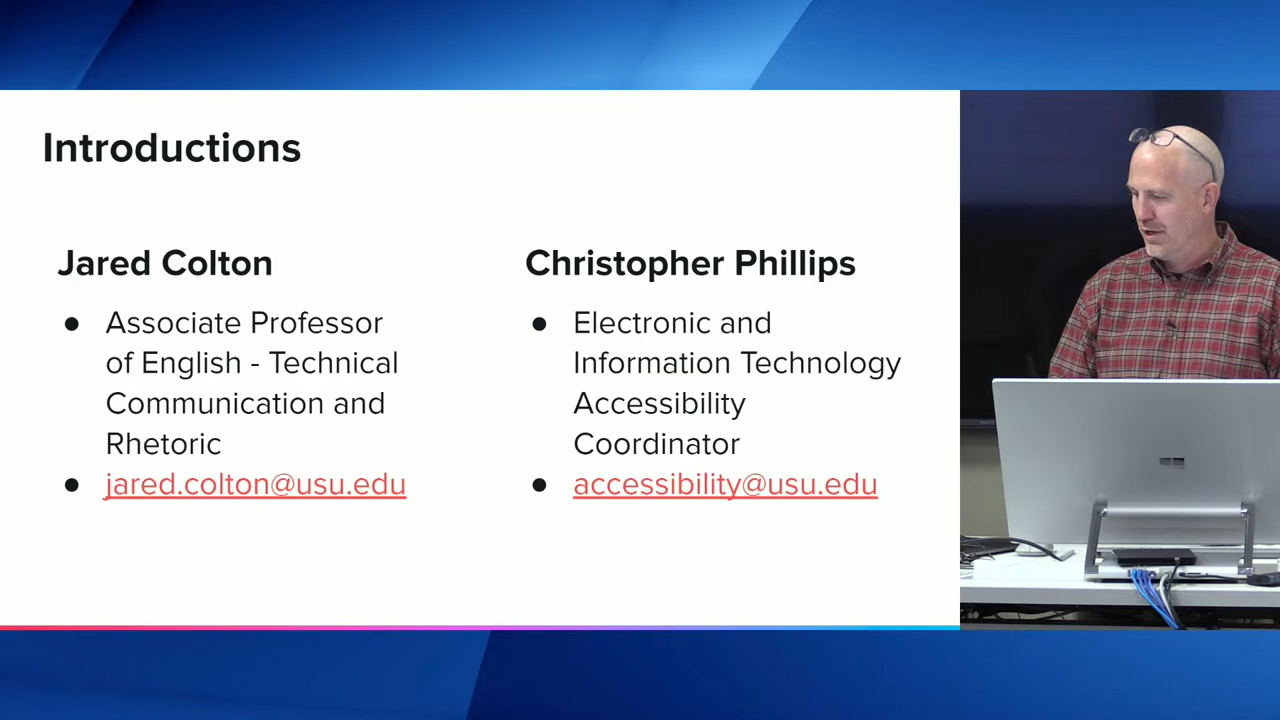 Introductions
Jared Colton
● Associate Professor
of English - Technical
Communication and
Rhetoric
● jared.colton@usu.edu
Christopher Phillips
● Electronic and
Information Technology
Accessibility
Coordinator
● accessibility@usu.edu